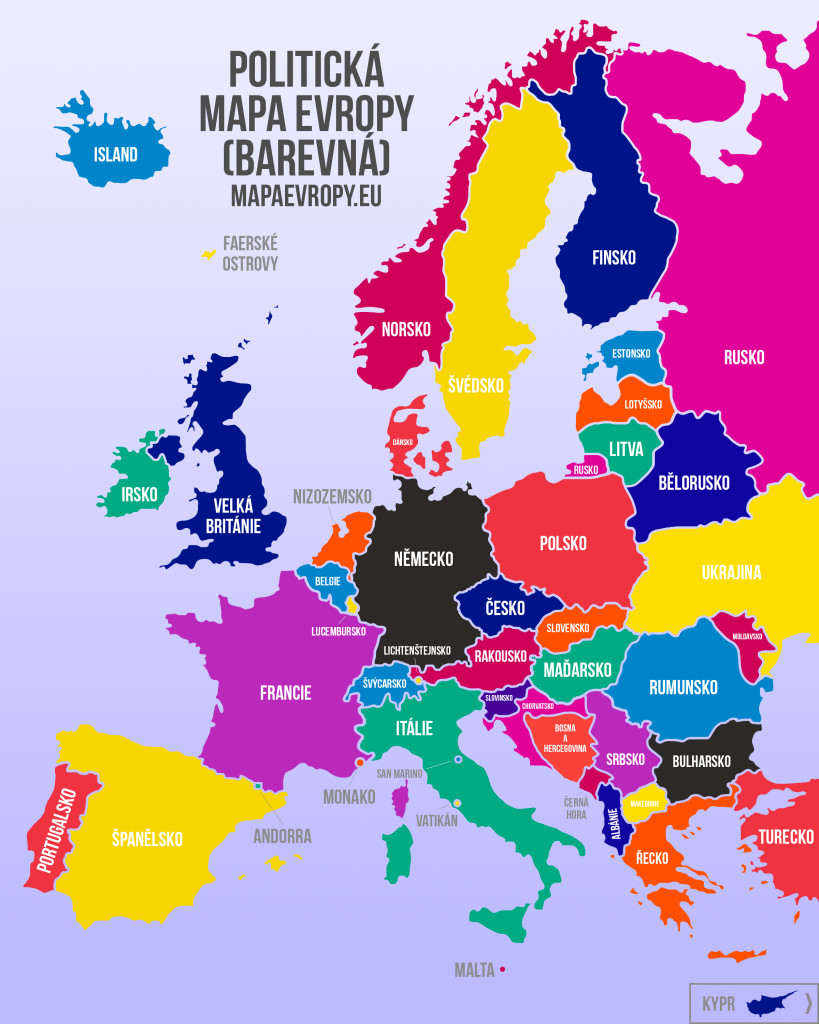 POLITICKÁ
MAPA EVROPY
(BAREVNÁ)
MAPAEVROPY.EU
ISLAND
FAERSKÉ
OSTROVY
FINSKO
NORSKO
RUSKO
ESTONSKO
ŠVÉDSKO
LOTYŠSKO
DÁNSKO
LITVA
RUSKO
BĚLORUSKO
IRSKO
NIZOZEMSKO
VELKÁ
BRITÁNIE
POLSKO
NĚMECKO
UKRAJINA
BELGIE
ČESKO
LUCEMBURSKO
SLOVENSKO
MOLDAVSKO
LICHTENŠTEJNSKO
RAKOUSKO
MAĎARSKO
ŠVÝCARSKO
RUMUNSKO
FRANCIE
SLOVINSKO
CHORVATSKO
ITÁLIE
BOSNA
A
HERCEGOVINA
SRBSKO
BULHARSKO
SAN MARINO
MONAKO
ČERNÁ
HORA
MAKEDONIE
PORTUGALSKO
VATIKÁN
ALBÁNIE
ŠPANĚLSKO
ANDORRA
TURECKO
ŘECKO
MALTA
KYPR